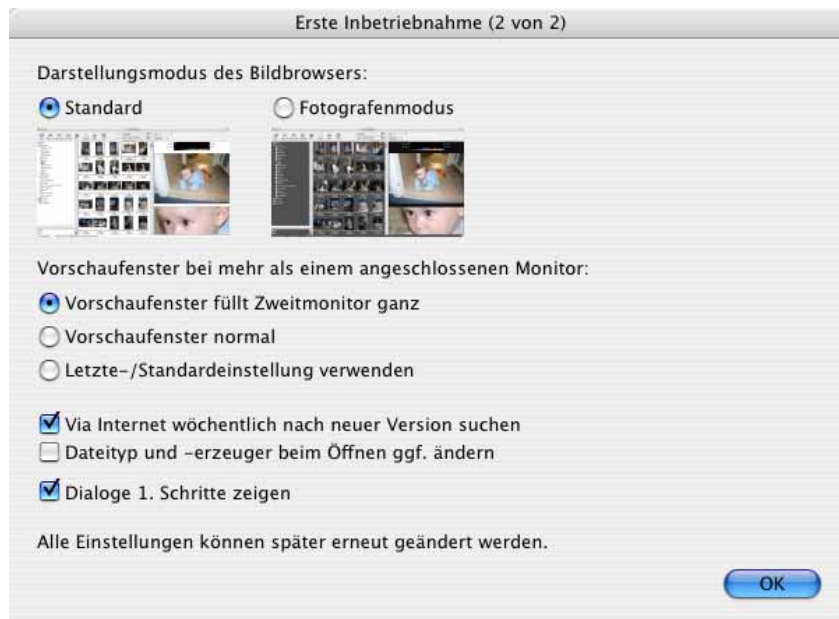 Erste Inbetriebnahme (2 von 2)
Darstellungsmodus des Bildbrowsers:
Standard
Fotografenmodus
Vorschaufenster bei mehr als einem angeschlossenen Monitor:
Vorschaufenster füllt Zweitmonitor ganz
Vorschaufenster normal
Letzte-/Standardeinstellung verwenden
Via Internet wöchentlich nach neuer Version suchen
Dateityp und -erzeuger beim Öffnen ggf. ändern
Dialoge 1. Schritte zeigen
Alle Einstellungen können später erneut geändert werden.
OK